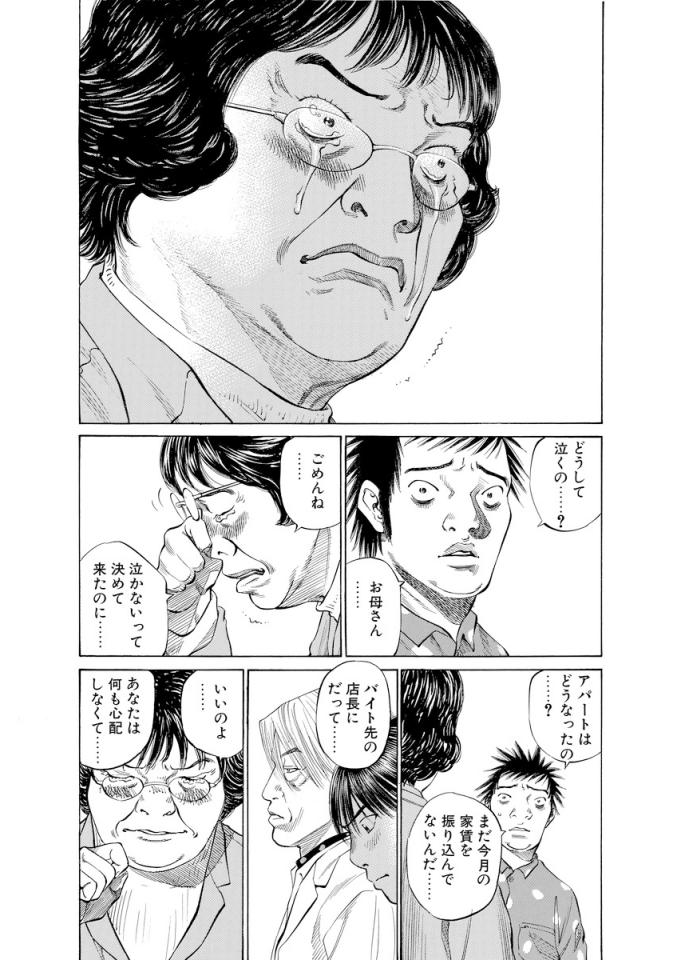 どうして
泣くの……?
お母さん
……
ごめんね
……
泣かないって
決めて
来たのに……
アパートは
どうなったの
……?
まだ今月の
家賃を
振り込んで
ないんだ……
バイト先の
店長に
だって……
いいのよ
……
あなたは
何も心配
しなくて…